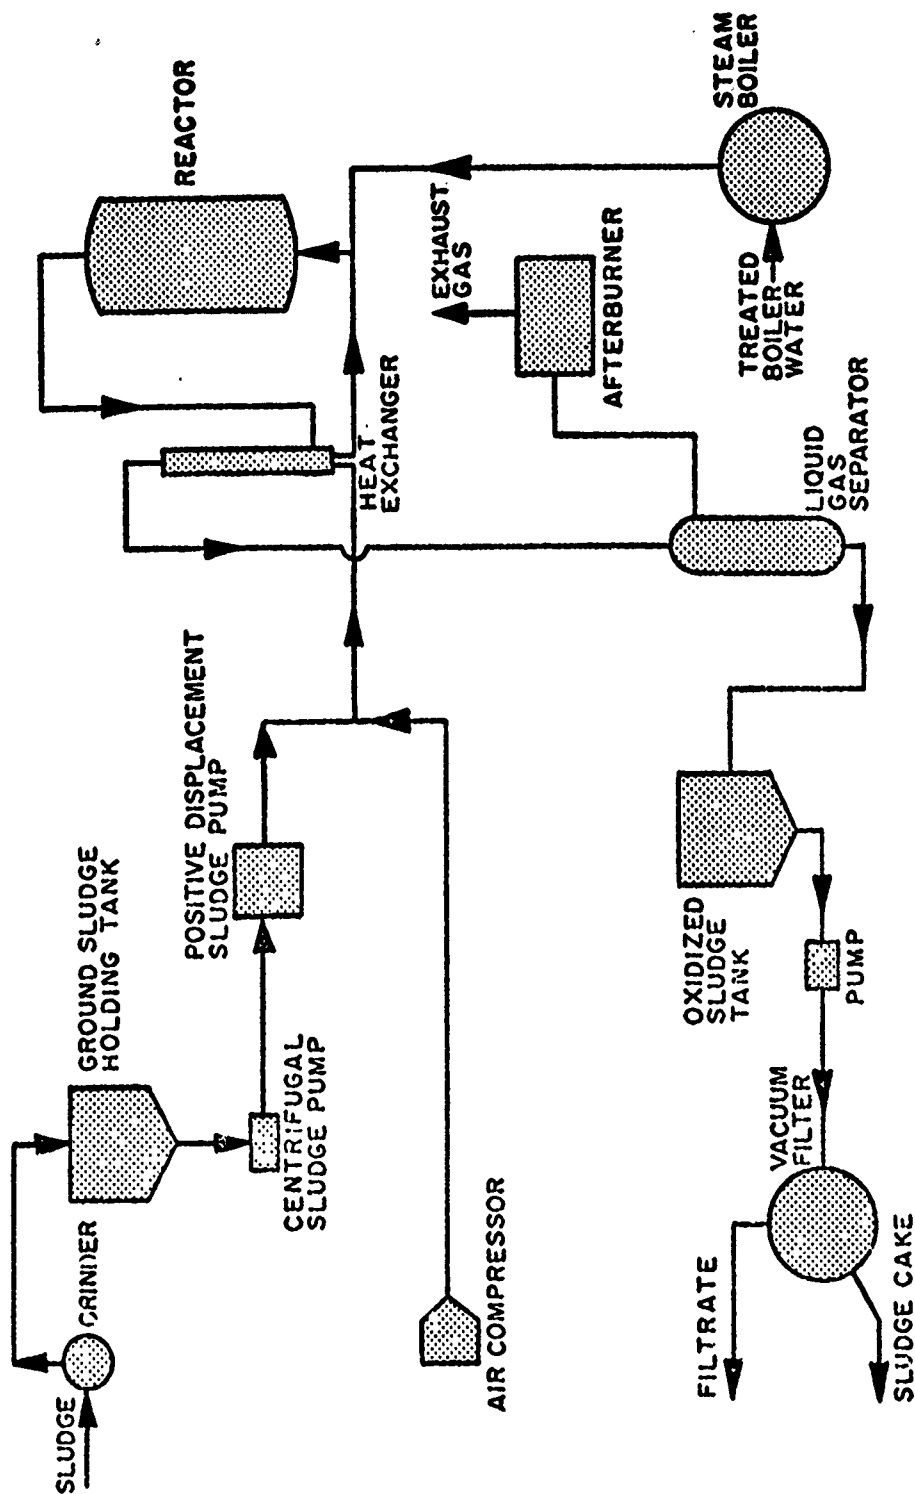 SLUDGE
GRINDER
GROUND SLUDGE
HOLDING TANK
CENTRIFUGAL
SLUDGE PUMP
POSITIVE DISPLACEMENT
SLUDGE PUMP
AIR COMPRESSOR
HEAT
EXCHANGER
REACTOR
STEAM
BOILER
TREATED
BOILER
WATER
EXHAUST
GAS
AFTERBURNER
LIQUID
GAS
SEPARATOR
OXIDIZED
SLUDGE
TANK
PUMP
VACUUM
FILTER
FILTRATE
SLUDGE CAKE